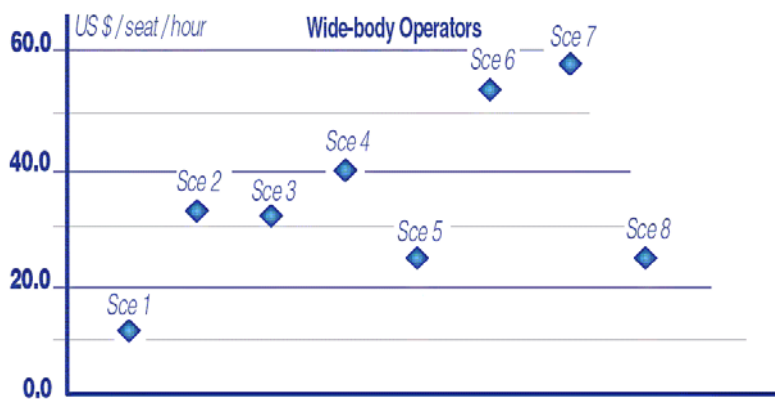 US $ / seat / hour
Wide-body Operators
60.0
Sce 7
Sce 6
40.0
Sce 4
Sce 2
Sce 3
Sce 5
Sce 8
20.0
Sce 1
0.0